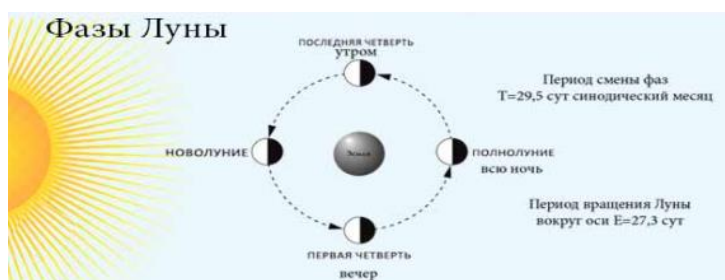 Фазы Луны
ПОСЛЕДНЯЯ ЧЕТВЕРТЬ
утром
Период смены фаз
Т=29,5 сут синодический месяц
НОВОЛУНИЕ
Земля
ПОЛНОЛУНИЕ
всю ночь
Период вращения Луны
вокруг оси Е=27,3 сут
ПЕРВАЯ ЧЕТВЕРТЬ
вечер